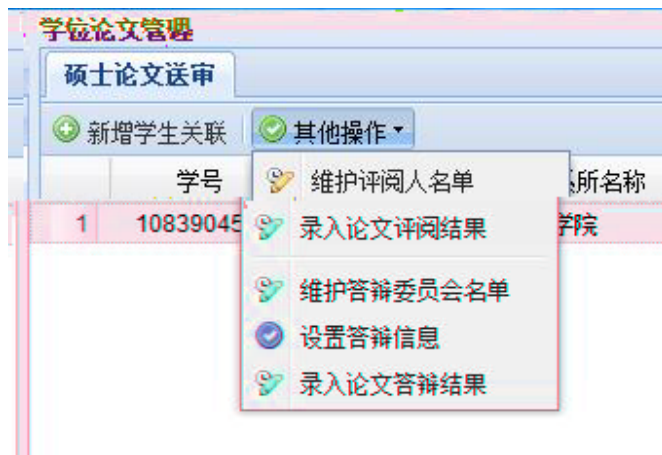 学位论文管理
硕士论文送审
新增学生关联 其他操作
学号 维护评阅人名单 所名称
1 10839045 录入论文评阅结果 学院
维护答辩委员会名单
设置答辩信息
录入论文答辩结果